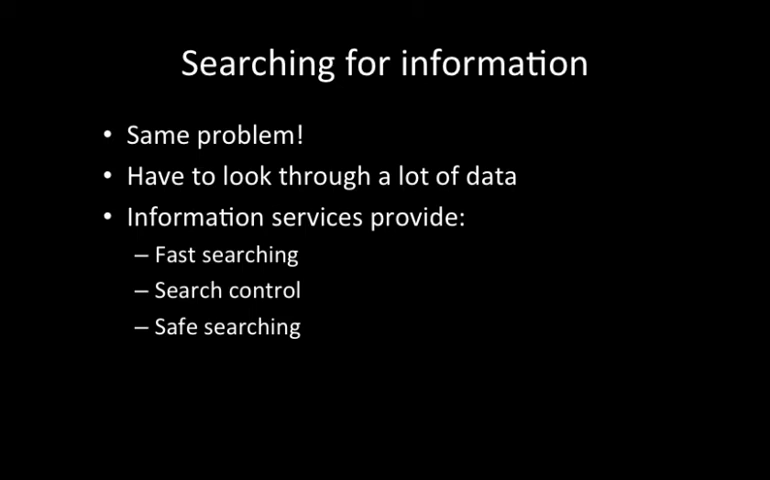 Searching for information
• Same problem!
• Have to look through a lot of data
• Information services provide:
– Fast searching
– Search control
– Safe searching